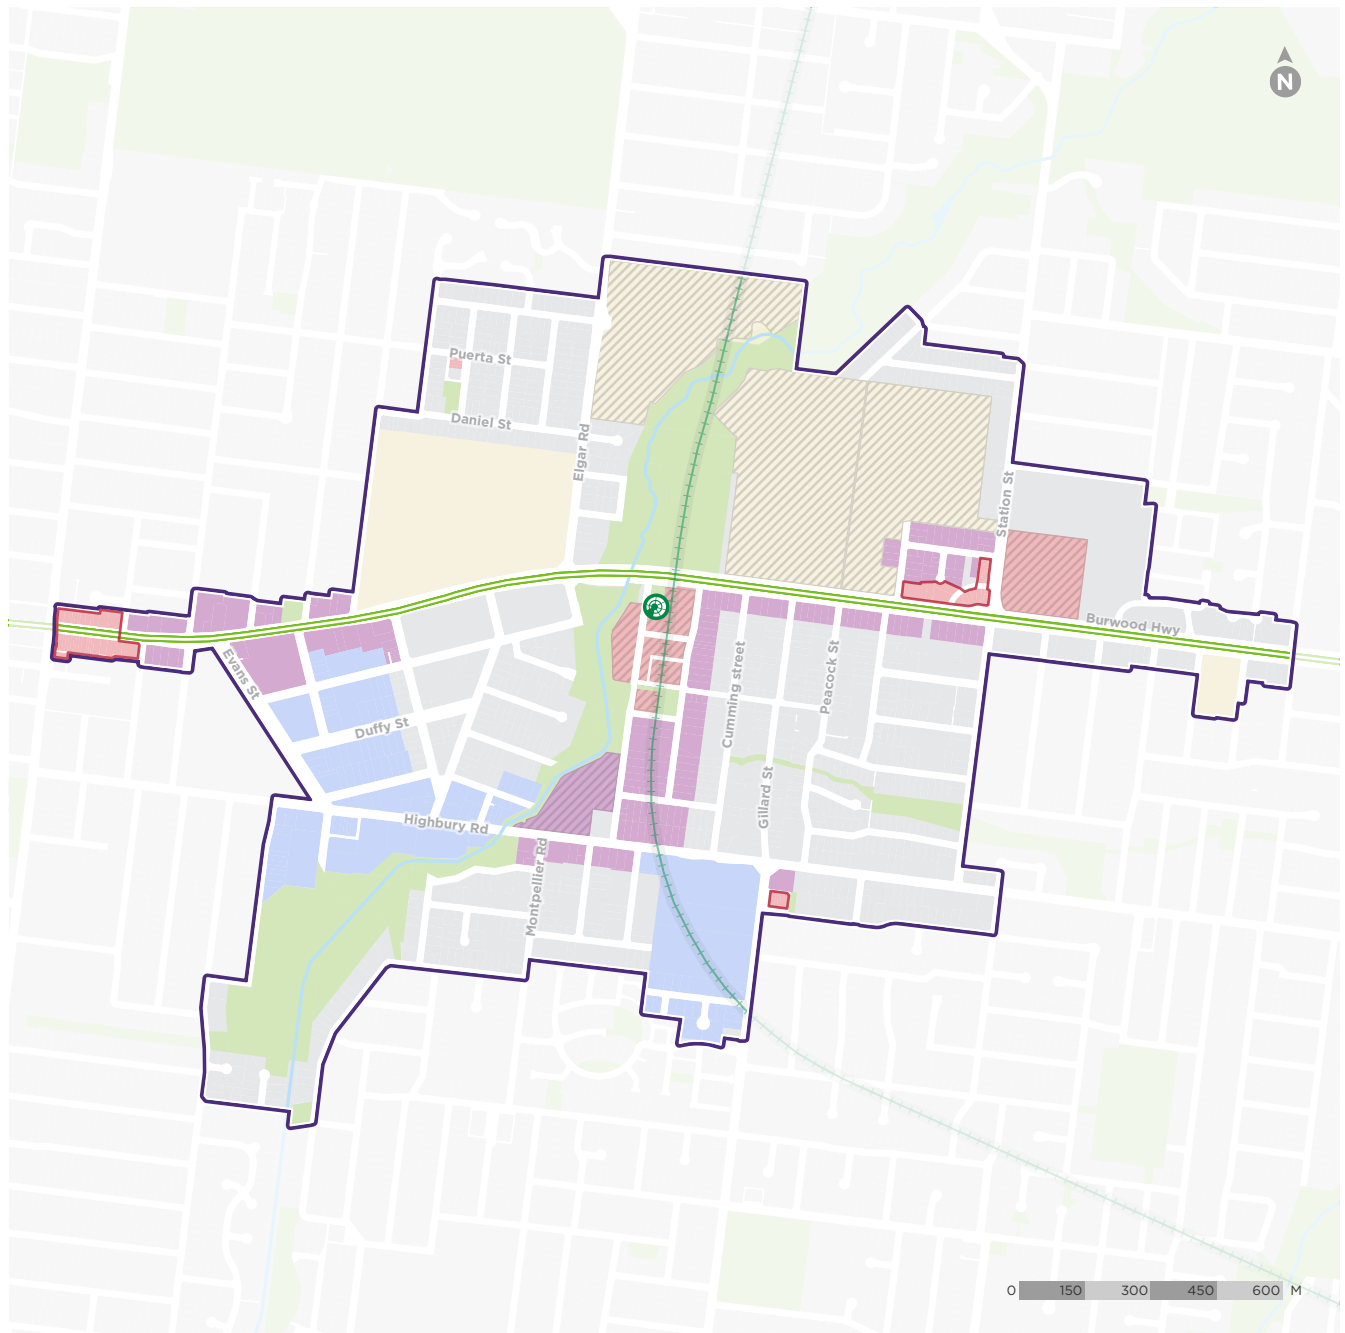 N
Puerta St
Daniel St
Elgar Rd
Station St
Burwood Hwy
Evans St
Duffy St
Cumming street
Peacock St
Gillard St
Highbury Rd
Montpellier Rd
0 150 300 450 600 M